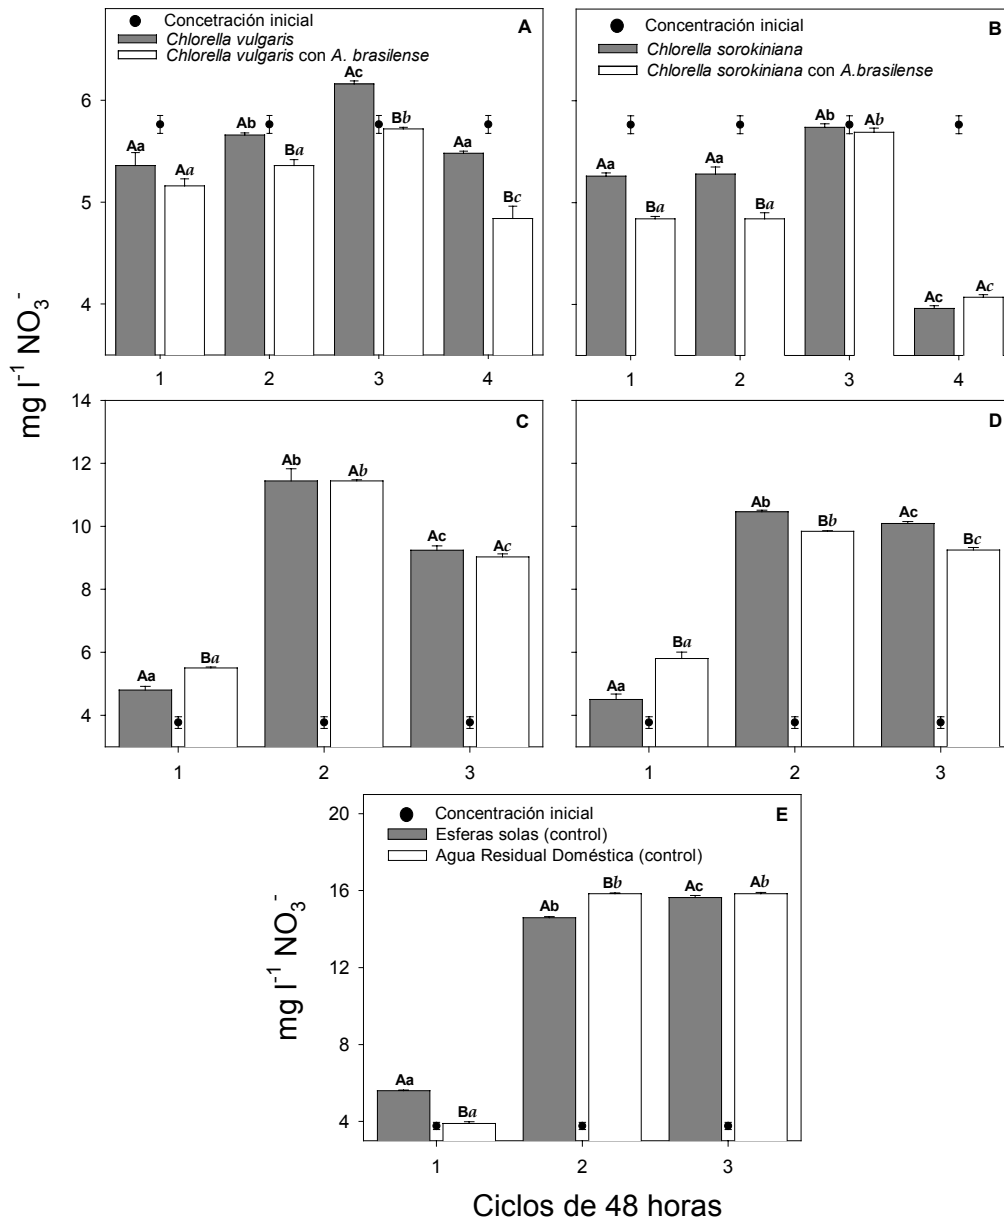 Concetración inicial
Chlorella vulgaris
Chlorella vulgaris con A. brasilense
A
Aa
Aa
Ab
Ba
Ac
Bb
Aa
Bc
6
5
4
1 2 3 4
Concentración inicial
Chlorella sorokiniana
Chlorella sorokiniana con A.brasilense
B
Aa
Ba
Aa
Ba
Ab
Ab
Ac
Ac
1 2 3 4
mg l⁻¹ NO₃⁻
14
12
10
8
6
4
C
Aa
Ba
Ab
Ab
Ac
Ac
1 2 3
D
Aa
Ba
Ab
Bb
Ac
Bc
1 2 3
mg l⁻¹ NO₃⁻
20
16
12
8
4
Concentración inicial
Esferas solas (control)
Agua Residual Doméstica (control)
E
Aa
Ba
Ab
Bb
Ac
Ab
1 2 3
Ciclos de 48 horas